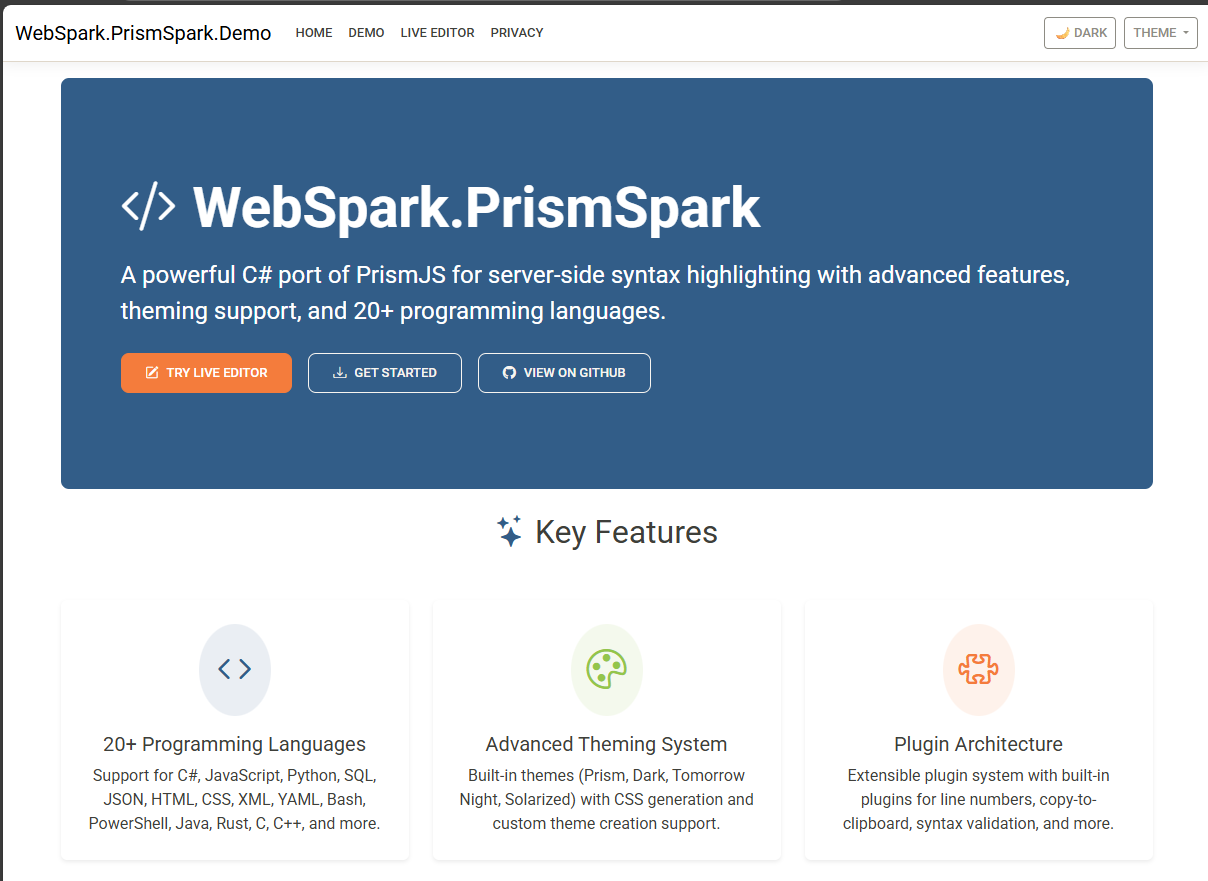 WebSpark.PrismSpark.Demo HOME DEMO LIVE EDITOR PRIVACY DARK THEME
WebSpark.PrismSpark
A powerful C# port of PrismJS for server-side syntax highlighting with advanced features,
theming support, and 20+ programming languages.
TRY LIVE EDITOR GET STARTED VIEW ON GITHUB
Key Features
20+ Programming Languages
Support for C#, JavaScript, Python, SQL,
JSON, HTML, CSS, XML, YAML, Bash,
PowerShell, Java, Rust, C, C++, and more.
Advanced Theming System
Built-in themes (Prism, Dark, Tomorrow
Night, Solarized) with CSS generation and
custom theme creation support.
Plugin Architecture
Extensible plugin system with built-in
plugins for line numbers, copy-to-
clipboard, syntax validation, and more.